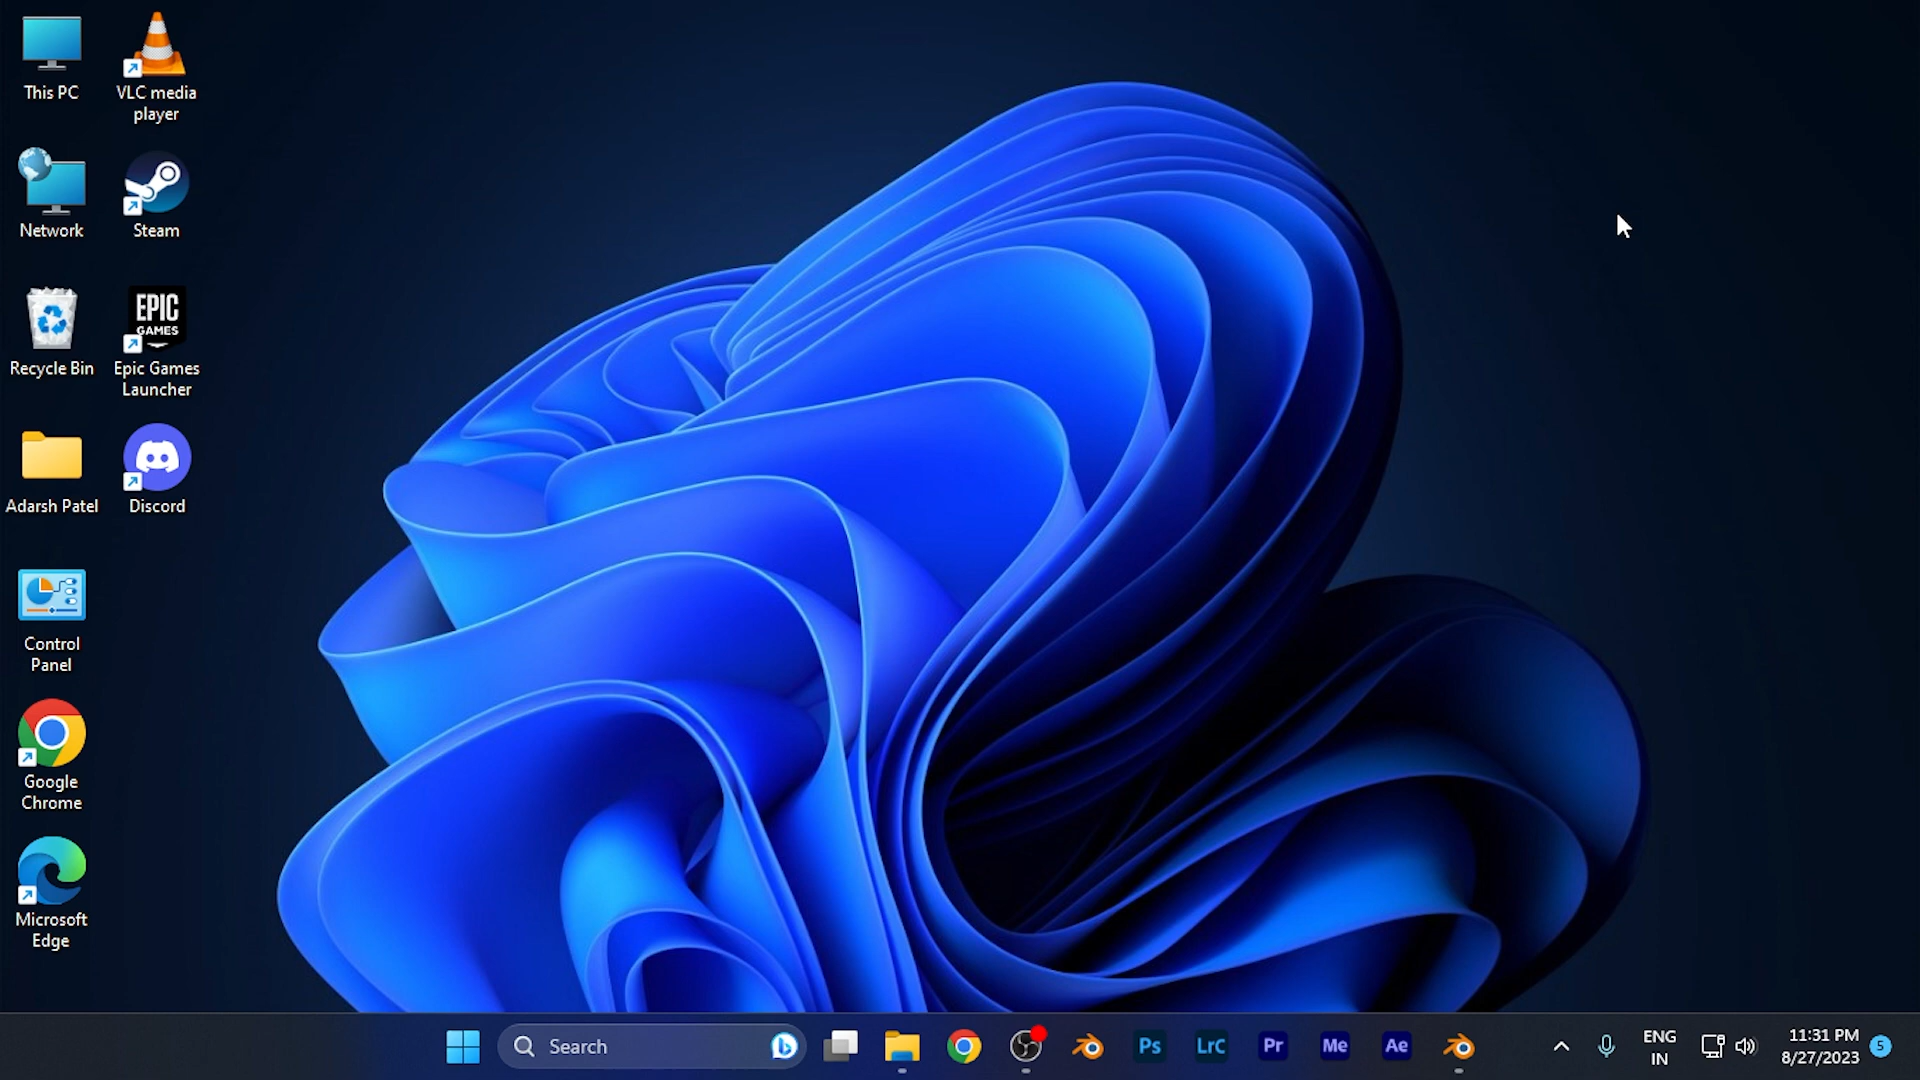 This PC
VLC media
player
Network
Steam
Recycle Bin
EPIC
GAMES
Epic Games
Launcher
Adarsh Patel
Discord
Control
Panel
Google
Chrome
Microsoft
Edge
Search
Ps
LrC
Pr
Me
Ae
ENG
IN
11:31 PM
8/27/2023
5